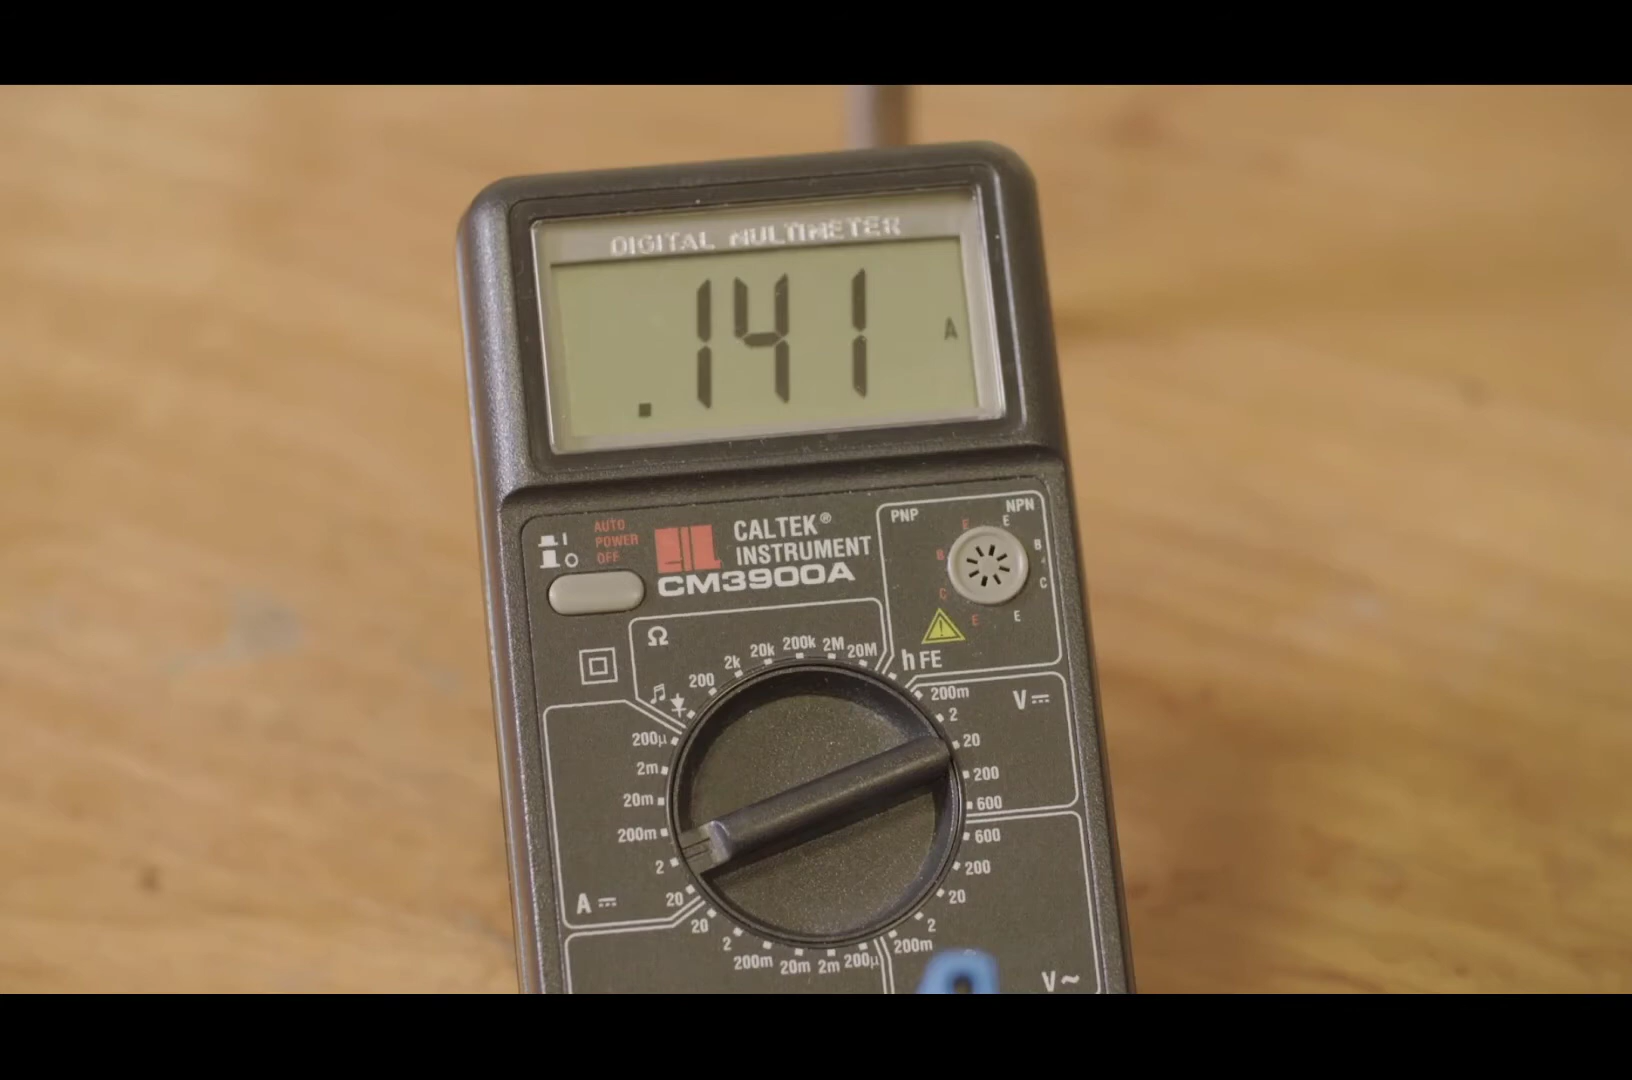 DIGITAL MULTIMETER
.141 A
AUTO
POWER
OFF
I
O
CALTEK®
INSTRUMENT
CM3900A
PNP
NPN
E
E
B
B
C
C
E
E
hFE
Ω
200
2k
20k
200k
2M
20M
200µ
2m
20m
200m
2
20
A
200m
2
20
200
600
V
600
200
20
2
200m
V~
20
2
200m
20m
2m
200µ